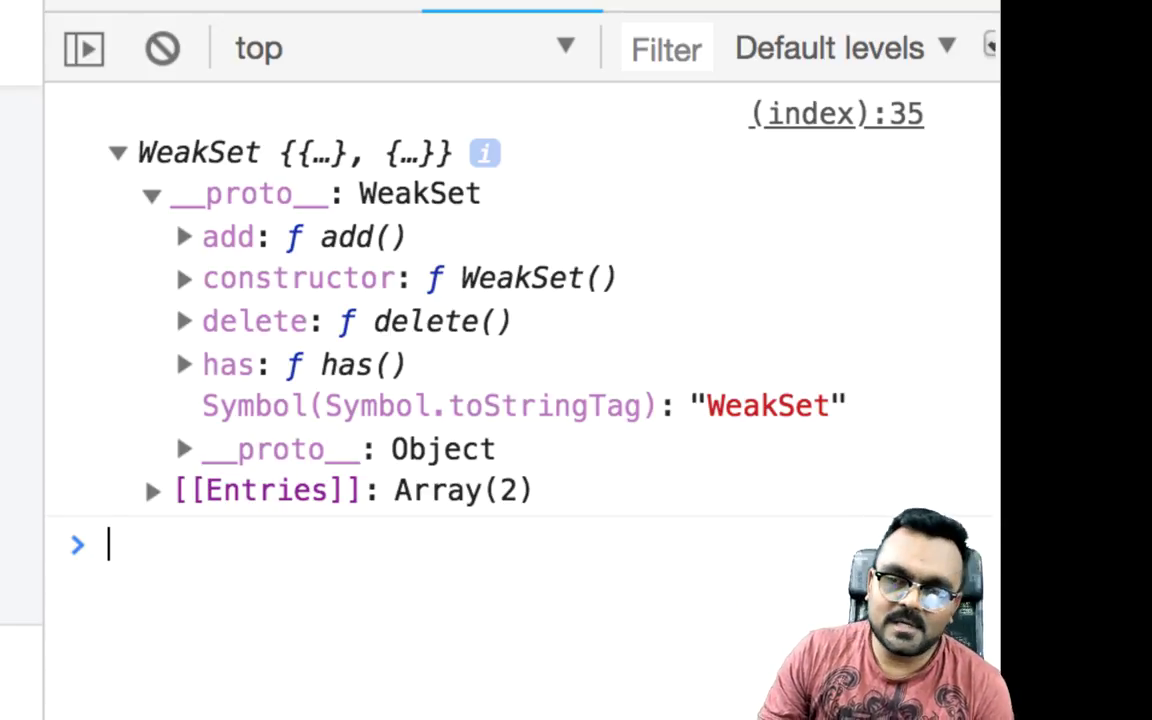 top ▼ Filter Default levels ▼
(index):35
▼ WeakSet {{…}, {…}} i
▼ __proto__: WeakSet
▶ add: ƒ add()
▶ constructor: ƒ WeakSet()
▶ delete: ƒ delete()
▶ has: ƒ has()
Symbol(Symbol.toStringTag): "WeakSet"
▶ __proto__: Object
▶ [[Entries]]: Array(2)
>